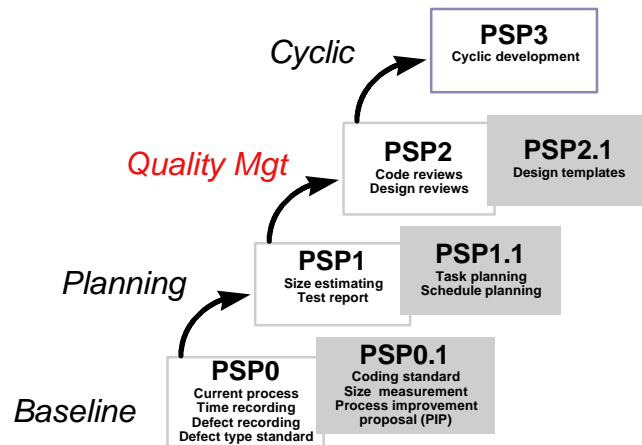 Cyclic
PSP3
Cyclic development
Quality Mgt
PSP2
Code reviews
Design reviews
PSP2.1
Design templates
Planning
PSP1
Size estimating
Test report
PSP1.1
Task planning
Schedule planning
Baseline
PSP0
Current process
Time recording
Defect recording
Defect type standard
PSP0.1
Coding standard
Size measurement
Process improvement
proposal (PIP)